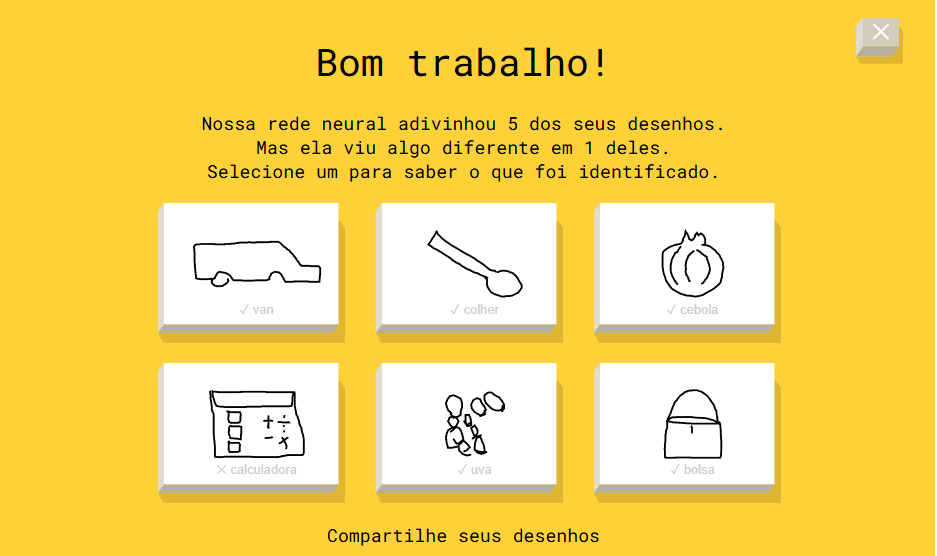 Bom trabalho!
Nossa rede neural adivinhou 5 dos seus desenhos.
Mas ela viu algo diferente em 1 deles.
Selecione um para saber o que foi identificado.
✓ van
✓ colher
✓ cebola
+ ÷
- x
✕ calculadora
✓ uva
✓ bolsa
Compartilhe seus desenhos